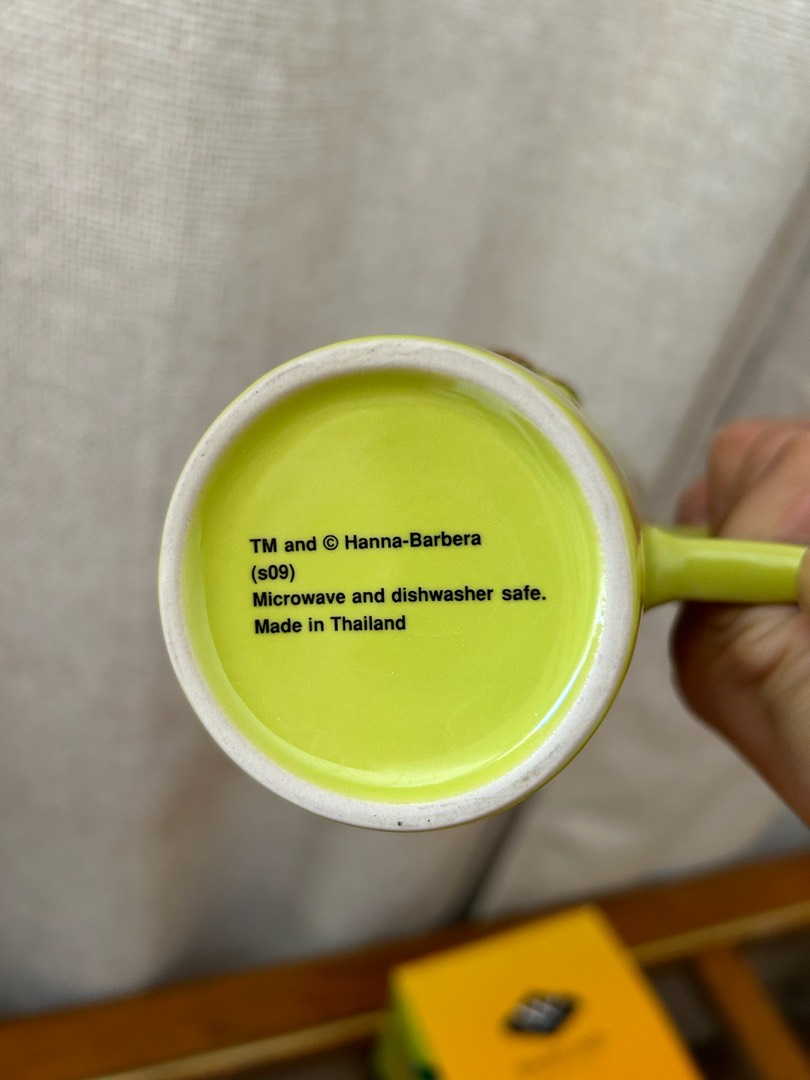 TM and © Hanna-Barbera
(s09)
Microwave and dishwasher safe.
Made in Thailand